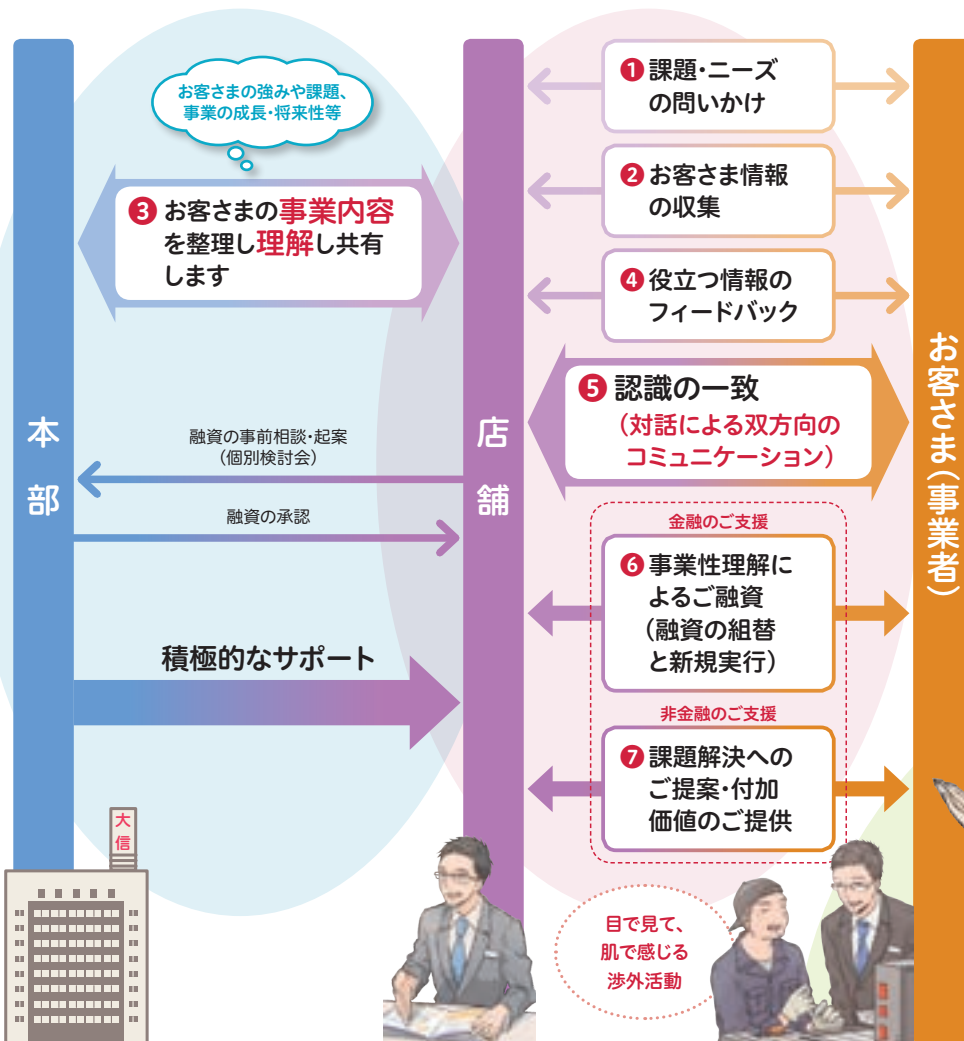 お客さまの強みや課題、
事業の成長・将来性等
❸ お客さまの事業内容
を整理し理解し共有
します
❶ 課題・ニーズ
の問いかけ
❷ お客さま情報
の収集
❹ 役立つ情報の
フィードバック
❺ 認識の一致
(対話による双方向の
コミュニケーション)
本部
店舗
お客さま(事業者)
融資の事前相談・起案
(個別検討会)
融資の承認
積極的なサポート
金融のご支援
❻ 事業性理解に
よるご融資
(融資の組替
と新規実行)
非金融のご支援
❼ 課題解決への
ご提案・付加
価値のご提供
大信
目で見て、
肌で感じる
渉外活動